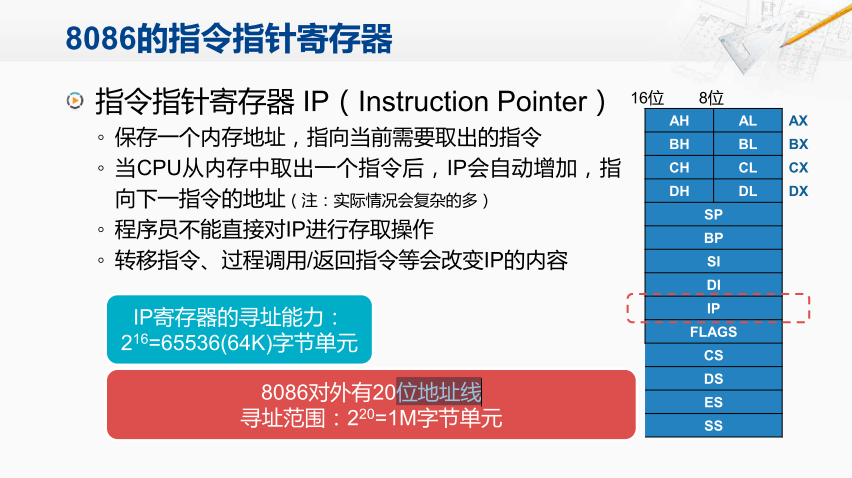 8086的指令指针寄存器
指令指针寄存器 IP（Instruction Pointer）
保存一个内存地址，指向当前需要取出的指令
当CPU从内存中取出一个指令后，IP会自动增加，指
向下一指令的地址（注：实际情况会复杂的多）
程序员不能直接对IP进行存取操作
转移指令、过程调用/返回指令等会改变IP的内容
IP寄存器的寻址能力：
2¹⁶=65536(64K)字节单元
8086对外有20位地址线
寻址范围：2²⁰=1M字节单元
16位 8位
AH AL AX
BH BL BX
CH CL CX
DH DL DX
SP
BP
SI
DI
IP
FLAGS
CS
DS
ES
SS